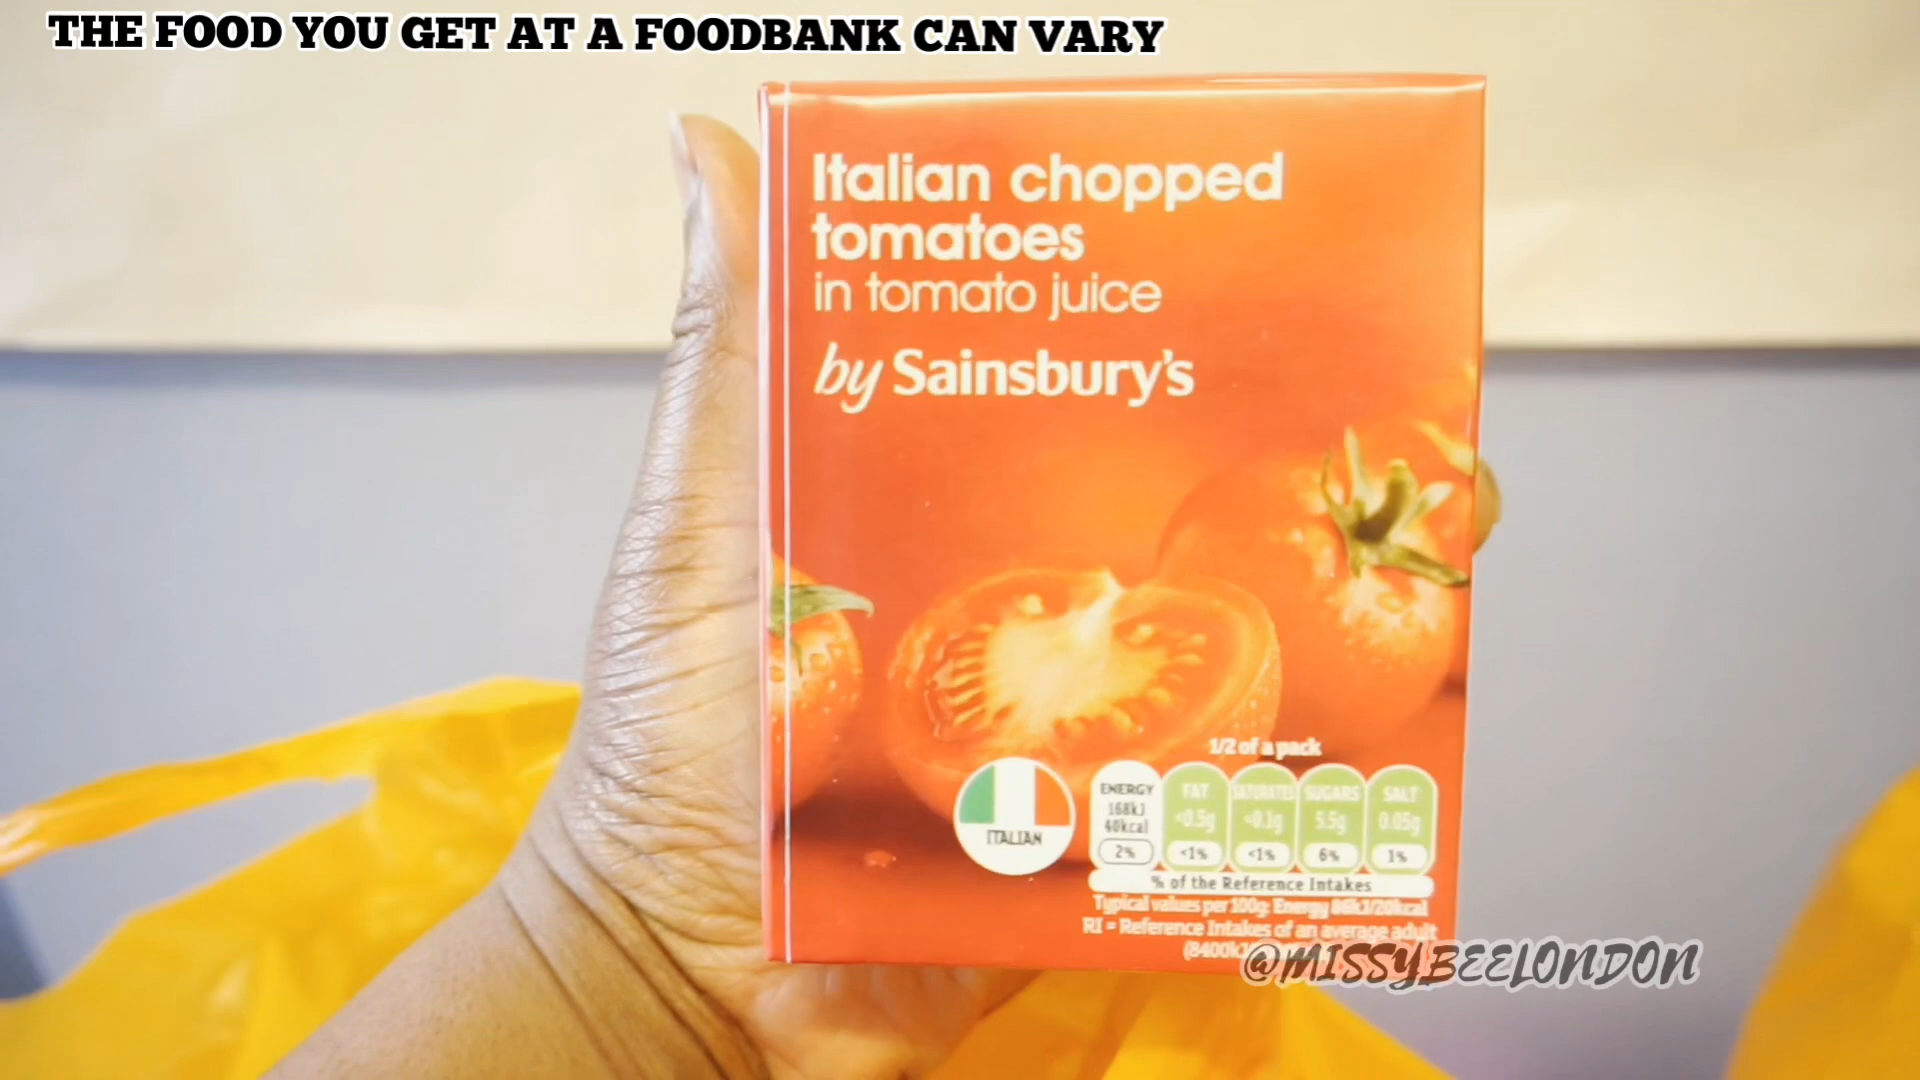 THE FOOD YOU GET AT A FOODBANK CAN VARY
Italian chopped
tomatoes
in tomato juice
by Sainsbury's
1/2 of a pack
ENERGY FAT SATURATES SUGARS SALT
168kJ
40kcal <0.5g <0.1g 5.5g 0.05g
2% <1% <1% 6% 1%
ITALIAN
% of the Reference Intakes
Typical values per 100g: Energy 86kJ/20kcal
RI = Reference Intakes of an average adult
(8400kJ
@MISSYBEELONDON